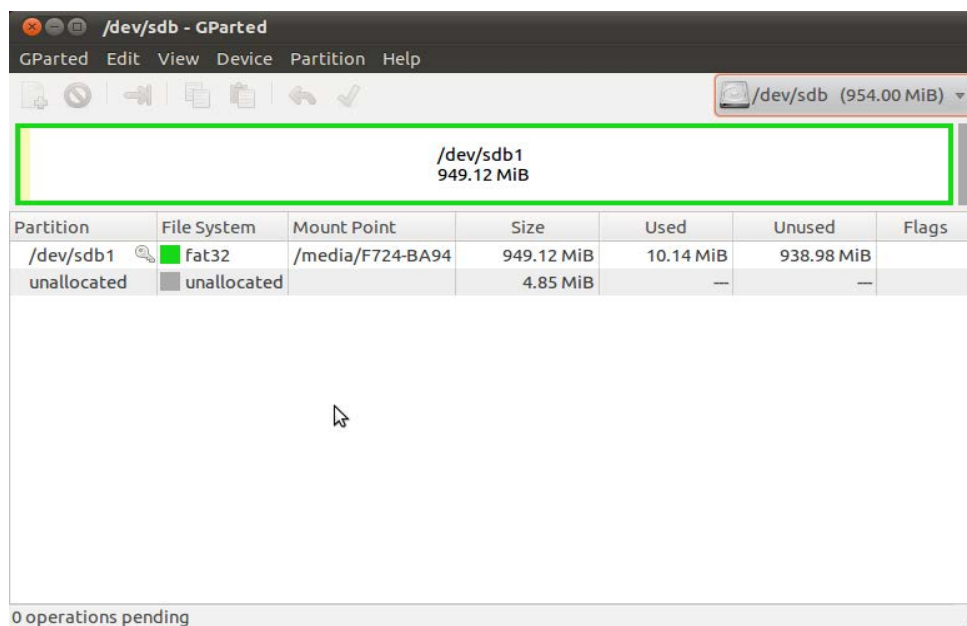 /dev/sdb - GParted
GParted Edit View Device Partition Help
/dev/sdb (954.00 MiB)
/dev/sdb1
949.12 MiB
Partition File System Mount Point Size Used Unused Flags
/dev/sdb1 fat32 /media/F724-BA94 949.12 MiB 10.14 MiB 938.98 MiB
unallocated unallocated 4.85 MiB --- ---
0 operations pending